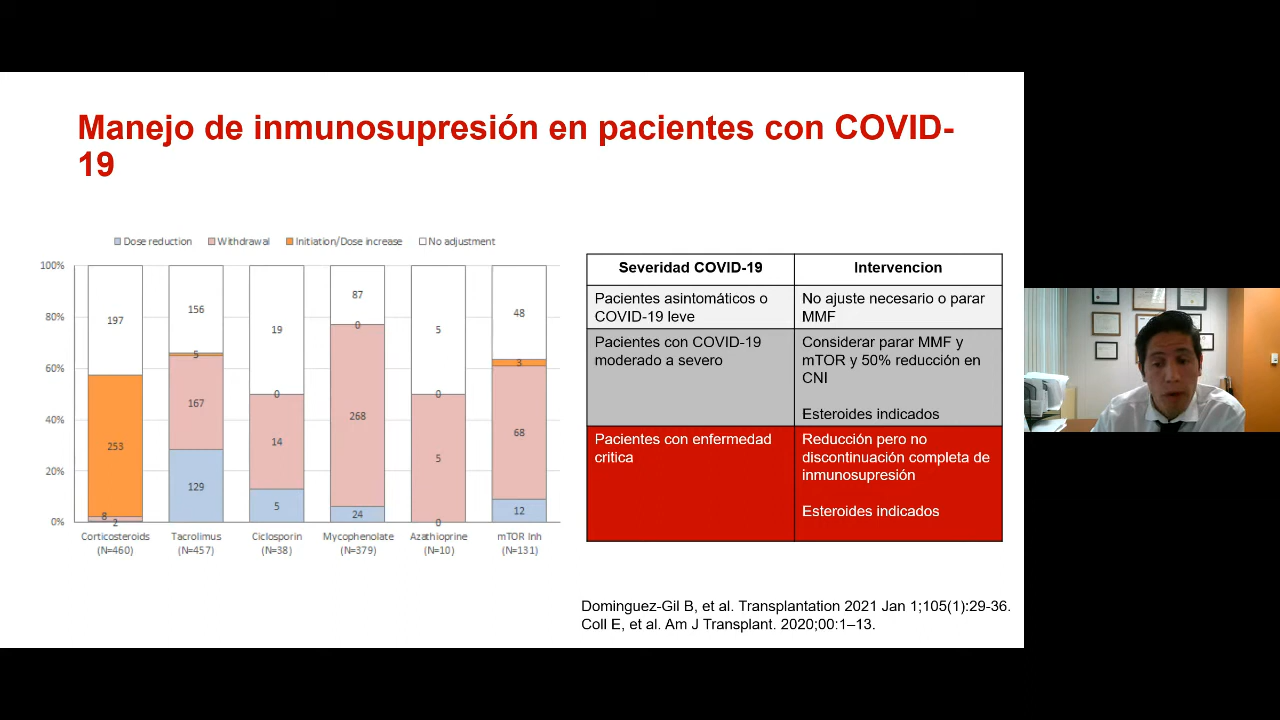 Manejo de inmunosupresión en pacientes con COVID-
19
Dose reduction Withdrawal Initiation/Dose increase No adjustment
100%
80%
60%
40%
20%
0%
197
253
8
2
156
5
167
129
19
0
14
5
87
0
268
24
5
0
5
0
48
3
68
12
Corticosteroids
(N=460)
Tacrolimus
(N=457)
Ciclosporin
(N=38)
Mycophenolate
(N=379)
Azathioprine
(N=10)
mTOR Inh
(N=131)
Severidad COVID-19
Intervencion
Pacientes asintomáticos o
COVID-19 leve
No ajuste necesario o parar
MMF
Pacientes con COVID-19
moderado a severo
Considerar parar MMF y
mTOR y 50% reducción en
CNI
Esteroides indicados
Pacientes con enfermedad
critica
Reducción pero no
discontinuación completa de
inmunosupresión
Esteroides indicados
Dominguez-Gil B, et al. Transplantation 2021 Jan 1;105(1):29-36.
Coll E, et al. Am J Transplant. 2020;00:1–13.